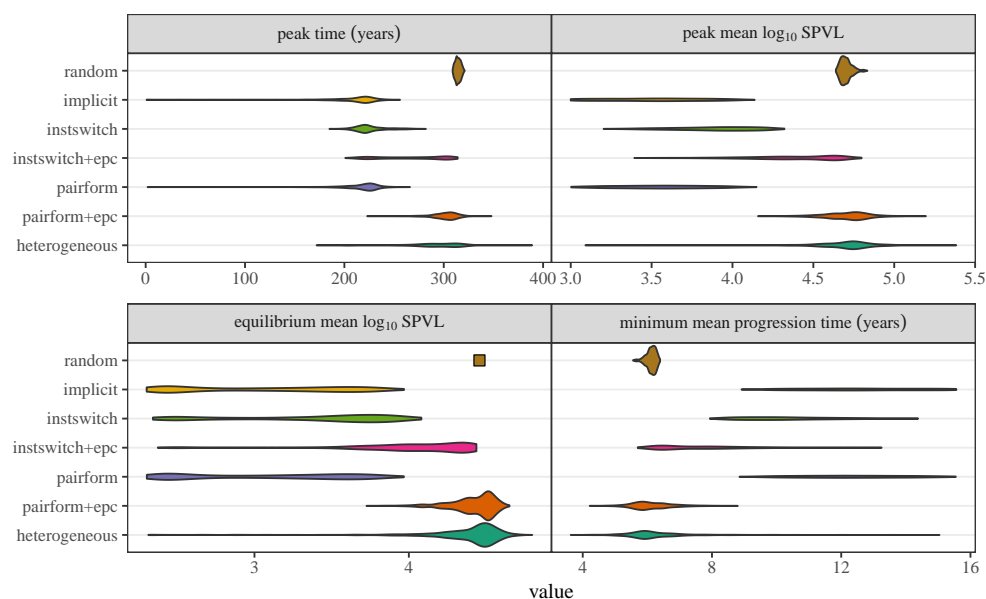 peak time (years)
peak mean log₁₀ SPVL
random
implicit
instswitch
instswitch+epc
pairform
pairform+epc
heterogeneous
0 100 200 300 400
3.0 3.5 4.0 4.5 5.0 5.5
equilibrium mean log₁₀ SPVL
minimum mean progression time (years)
random
implicit
instswitch
instswitch+epc
pairform
pairform+epc
heterogeneous
3 4
4 8 12 16
value